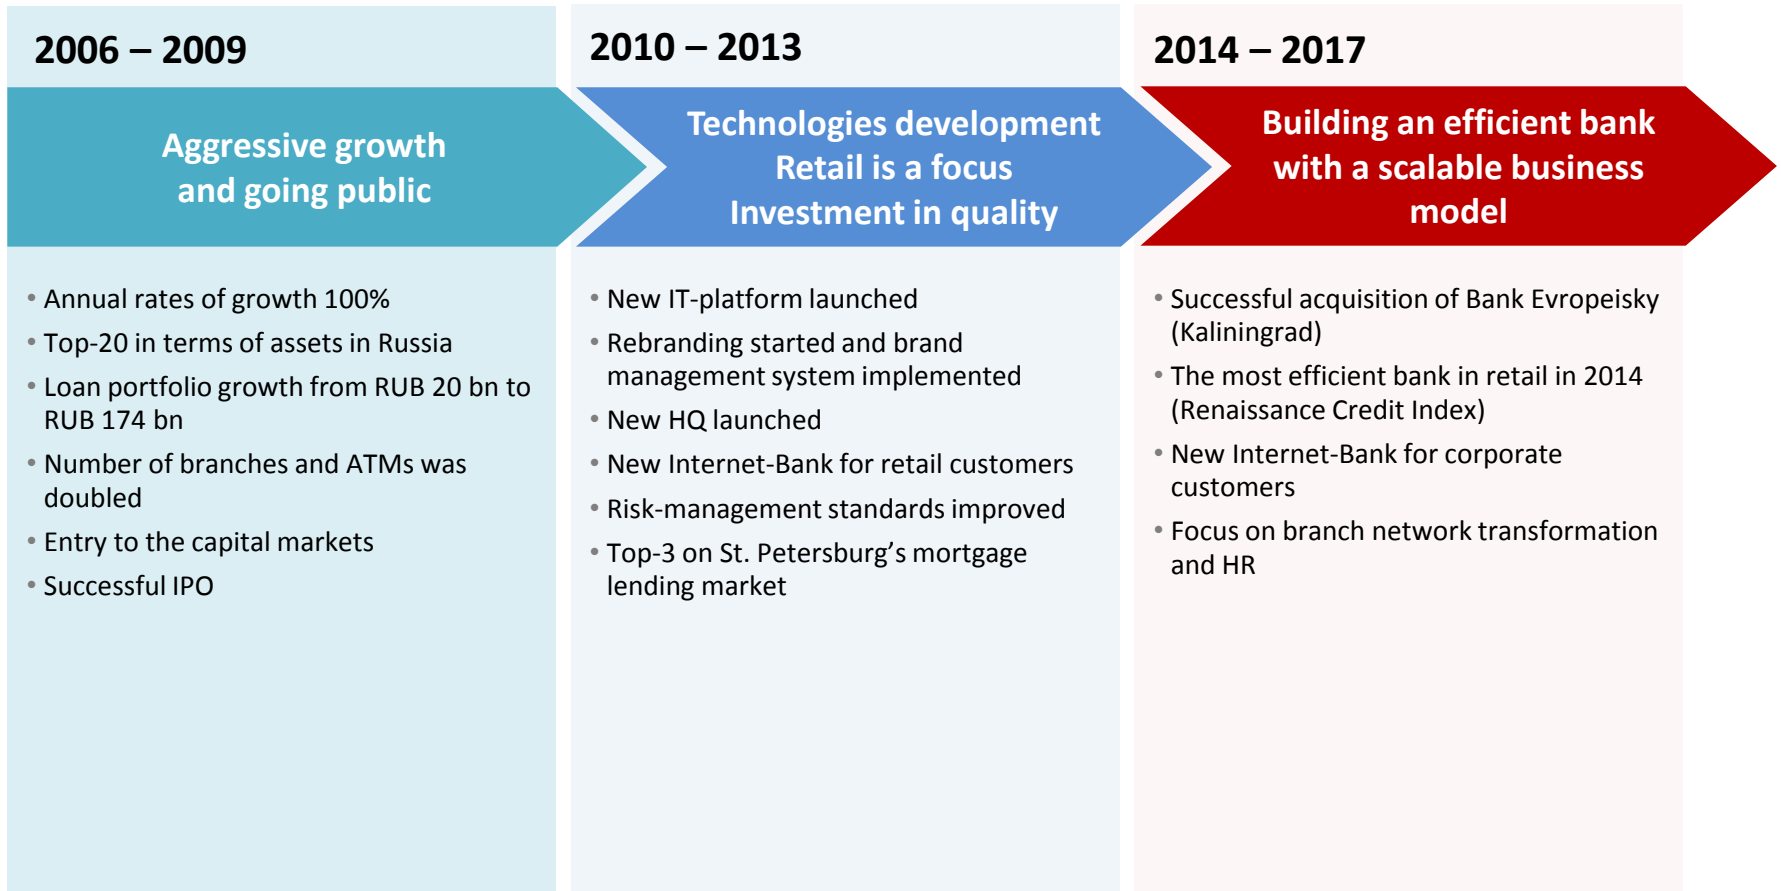 2006 – 2009
Aggressive growth
and going public
• Annual rates of growth 100%
• Top-20 in terms of assets in Russia
• Loan portfolio growth from RUB 20 bn to
RUB 174 bn
• Number of branches and ATMs was
doubled
• Entry to the capital markets
• Successful IPO
2010 – 2013
Technologies development
Retail is a focus
Investment in quality
• New IT-platform launched
• Rebranding started and brand
management system implemented
• New HQ launched
• New Internet-Bank for retail customers
• Risk-management standards improved
• Top-3 on St. Petersburg’s mortgage
lending market
2014 – 2017
Building an efficient bank
with a scalable business
model
• Successful acquisition of Bank Evropeisky
(Kaliningrad)
• The most efficient bank in retail in 2014
(Renaissance Credit Index)
• New Internet-Bank for corporate
customers
• Focus on branch network transformation
and HR